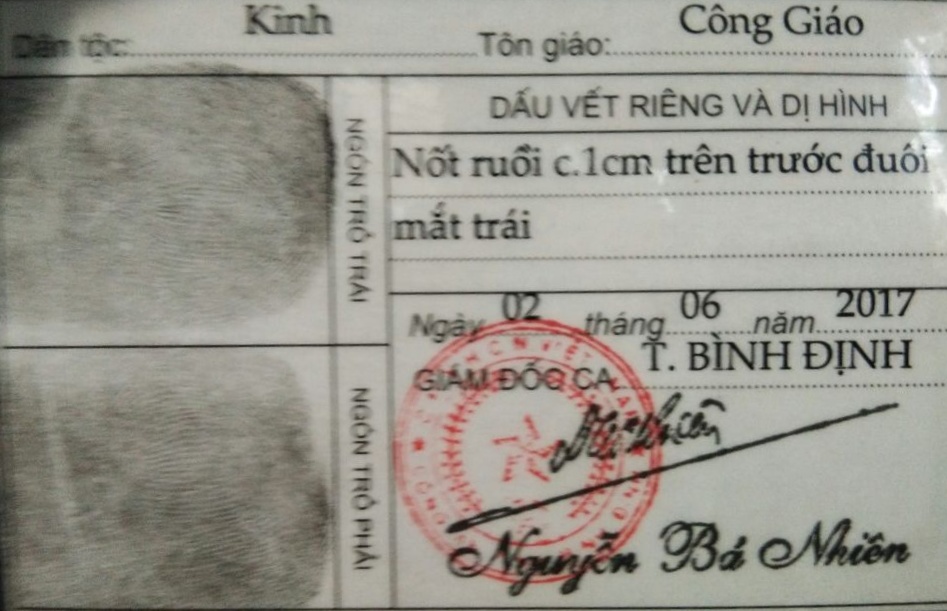 Dân tộc: Kinh Tôn giáo: Công Giáo
NGÓN TRỎ TRÁI
DẤU VẾT RIÊNG VÀ DỊ HÌNH
Nốt ruồi c.1cm trên trước đuôi
mắt trái
Ngày 02 tháng 06 năm 2017
GIÁM ĐỐC CA T. BÌNH ĐỊNH
NGÓN TRỎ PHẢI
Nguyễn Bá Nhiên